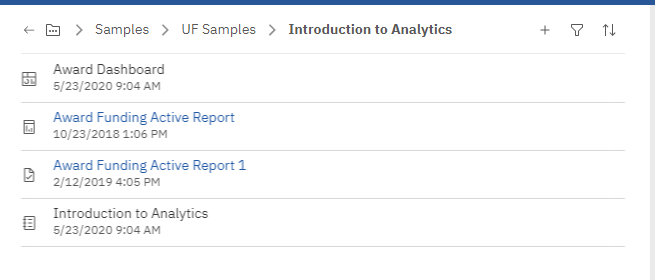 Samples UF Samples Introduction to Analytics
Award Dashboard
5/23/2020 9:04 AM
Award Funding Active Report
10/23/2018 1:06 PM
Award Funding Active Report 1
2/12/2019 4:05 PM
Introduction to Analytics
5/23/2020 9:04 AM